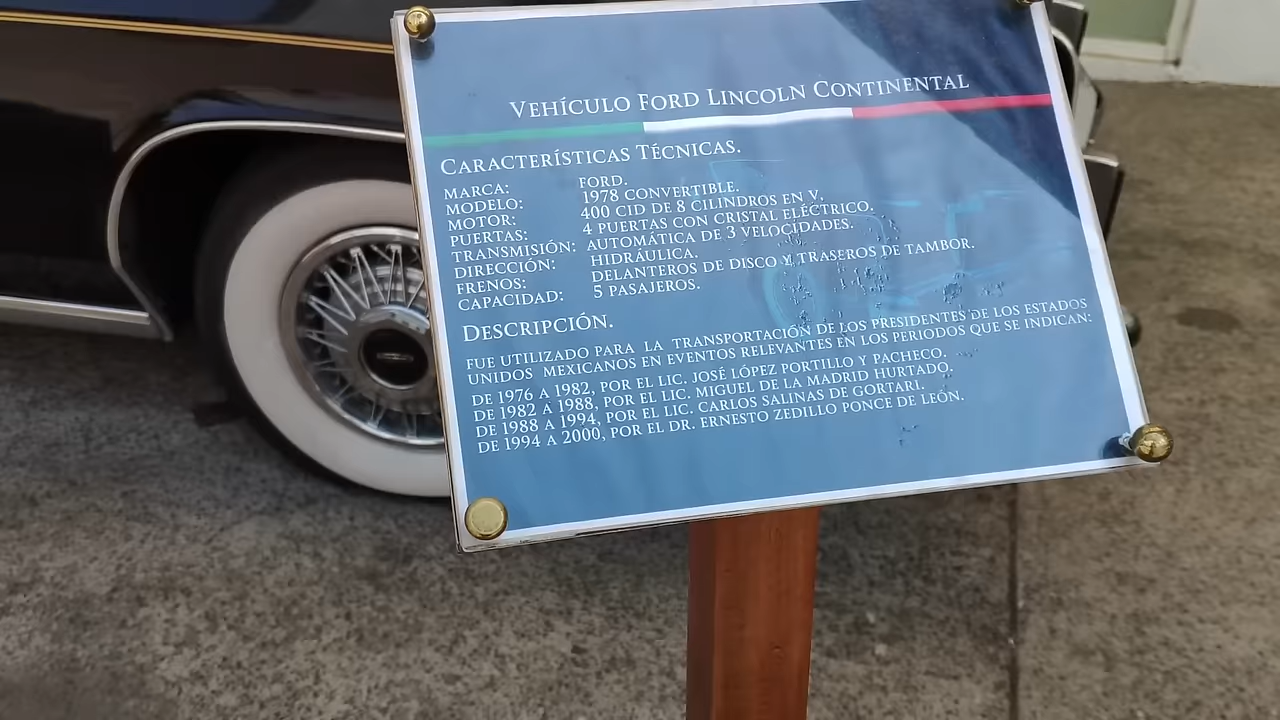 VEHÍCULO FORD LINCOLN CONTINENTAL
CARACTERÍSTICAS TÉCNICAS.
MARCA: FORD.
MODELO: 1978 CONVERTIBLE.
MOTOR: 400 CID DE 8 CILINDROS EN V.
PUERTAS: 4 PUERTAS CON CRISTAL ELÉCTRICO.
TRANSMISIÓN: AUTOMÁTICA DE 3 VELOCIDADES.
DIRECCIÓN: HIDRÁULICA.
FRENOS: DELANTEROS DE DISCO Y TRASEROS DE TAMBOR.
CAPACIDAD: 5 PASAJEROS.
DESCRIPCIÓN.
FUE UTILIZADO PARA LA TRANSPORTACIÓN DE LOS PRESIDENTES DE LOS ESTADOS
UNIDOS MEXICANOS EN EVENTOS RELEVANTES EN LOS PERIODOS QUE SE INDICAN:
DE 1976 A 1982, POR EL LIC. JOSÉ LÓPEZ PORTILLO Y PACHECO.
DE 1982 A 1988, POR EL LIC. MIGUEL DE LA MADRID HURTADO.
DE 1988 A 1994, POR EL LIC. CARLOS SALINAS DE GORTARI.
DE 1994 A 2000, POR EL DR. ERNESTO ZEDILLO PONCE DE LEÓN.